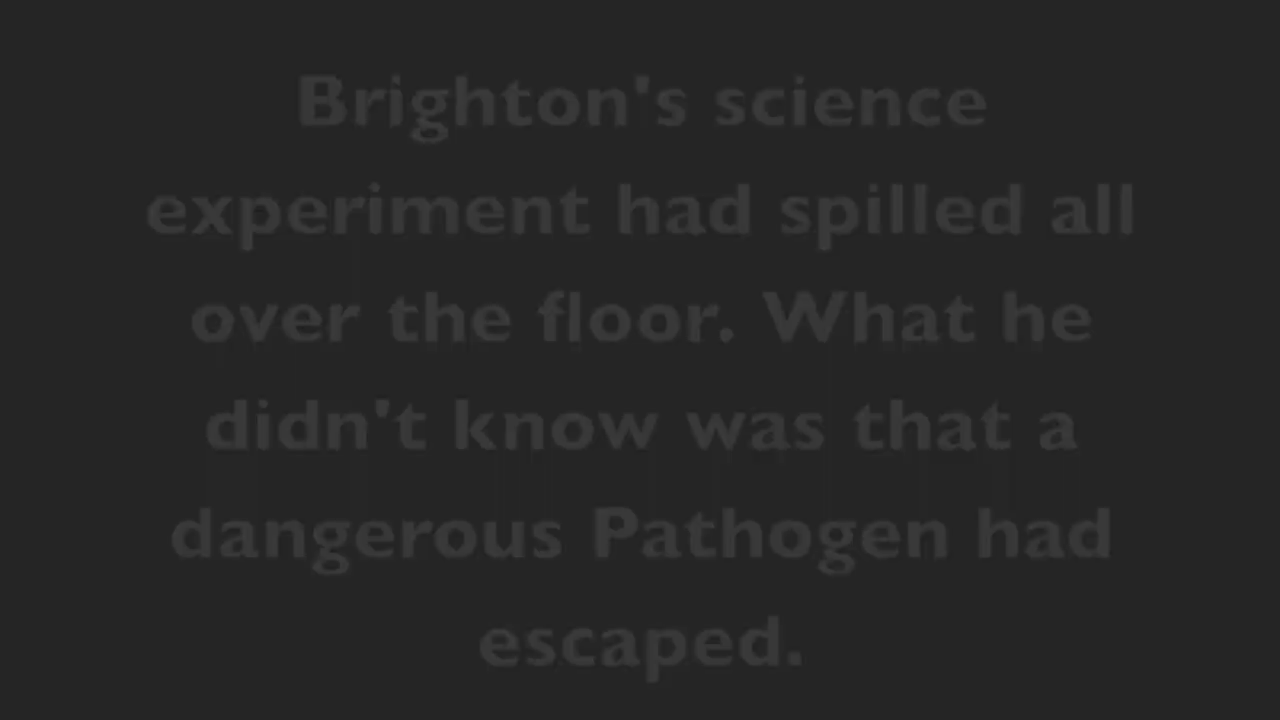 Brighton's science
experiment had spilled all
over the floor. What he
didn't know was that a
dangerous Pathogen had
escaped.